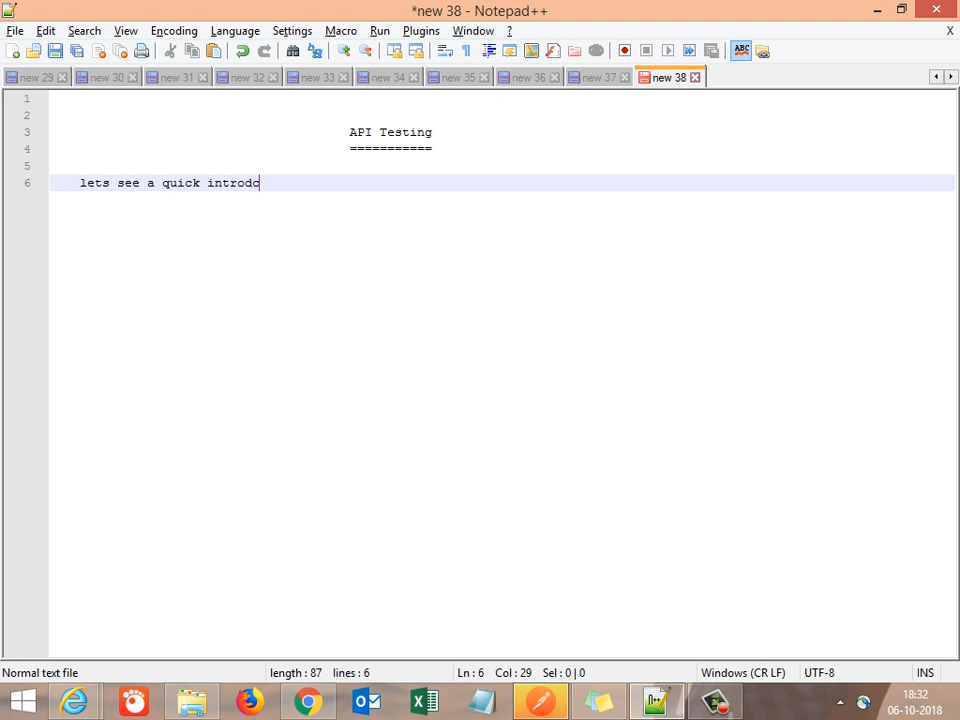 *new 38 - Notepad++
File Edit Search View Encoding Language Settings Macro Run Plugins Window ? X
new 29 new 30 new 31 new 32 new 33 new 34 new 35 new 36 new 37 new 38
1
2
3 API Testing
4 ===========
5
6 lets see a quick introdc
Normal text file length : 87 lines : 6 Ln : 6 Col : 29 Sel : 0 | 0 Windows (CR LF) UTF-8 INS
18:32
06-10-2018